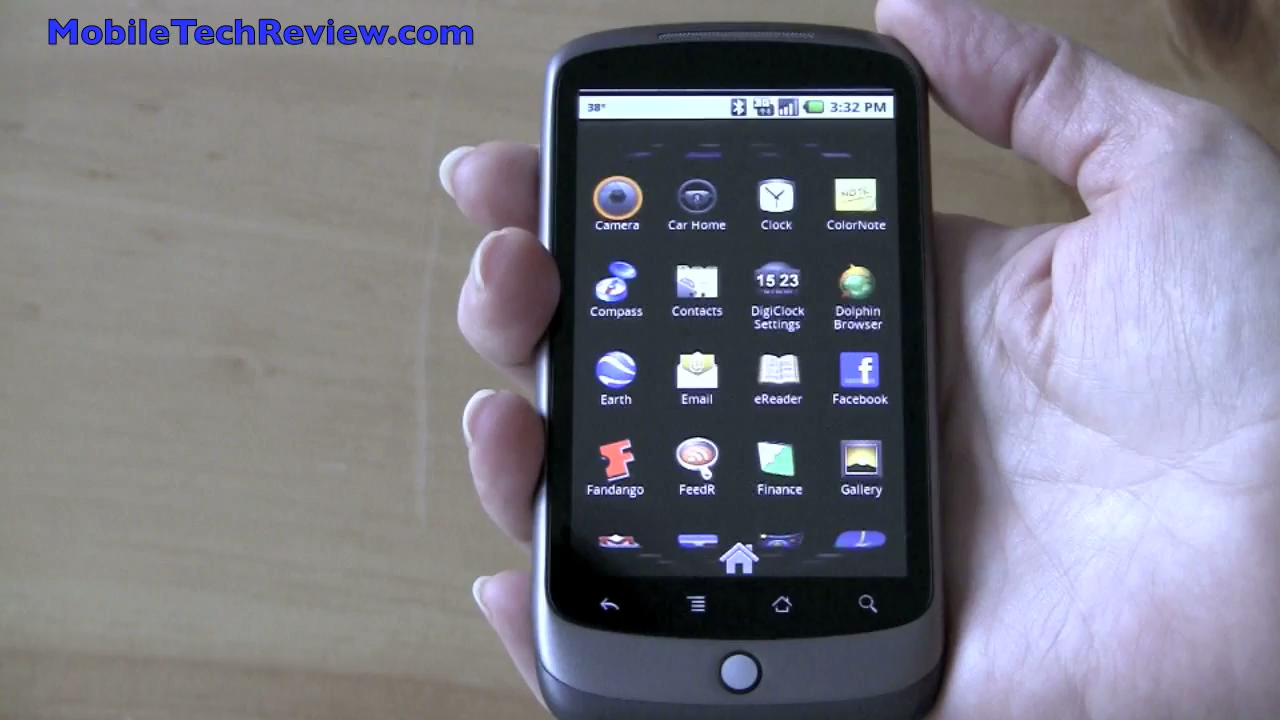 MobileTechReview.com
38° 3:32 PM
Camera Car Home Clock ColorNote
NOTE
15 23
Compass Contacts DigiClock Settings Dolphin Browser
Earth Email eReader Facebook
Fandango FeedR Finance Gallery